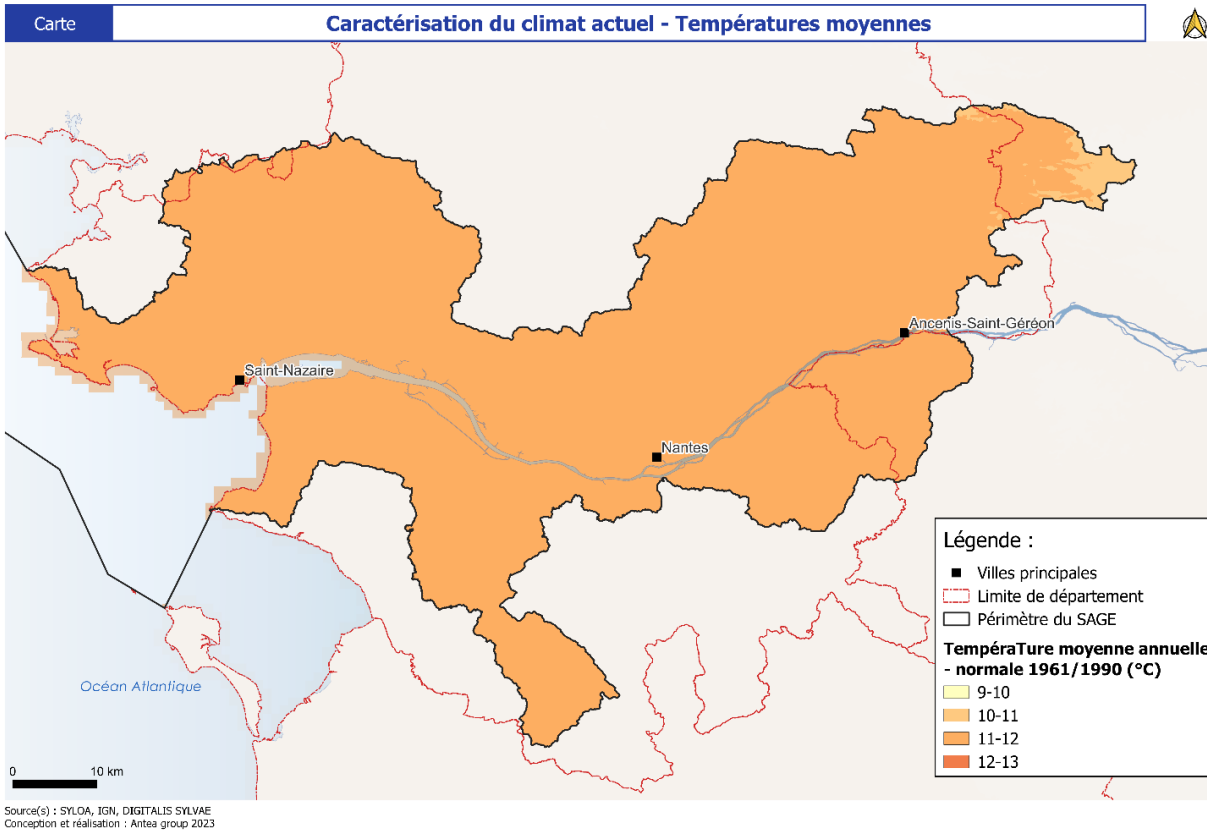 Carte
Caractérisation du climat actuel - Températures moyennes
Ancenis-Saint-Géréon
Saint-Nazaire
Nantes
Océan Atlantique
0 10 km
Légende :
Villes principales
Limite de département
Périmètre du SAGE
TempéraTure moyenne annuelle
- normale 1961/1990 (°C)
9-10
10-11
11-12
12-13
Source(s) : SYLOA, IGN, DIGITALIS SYLVAE
Conception et réalisation : Antea group 2023